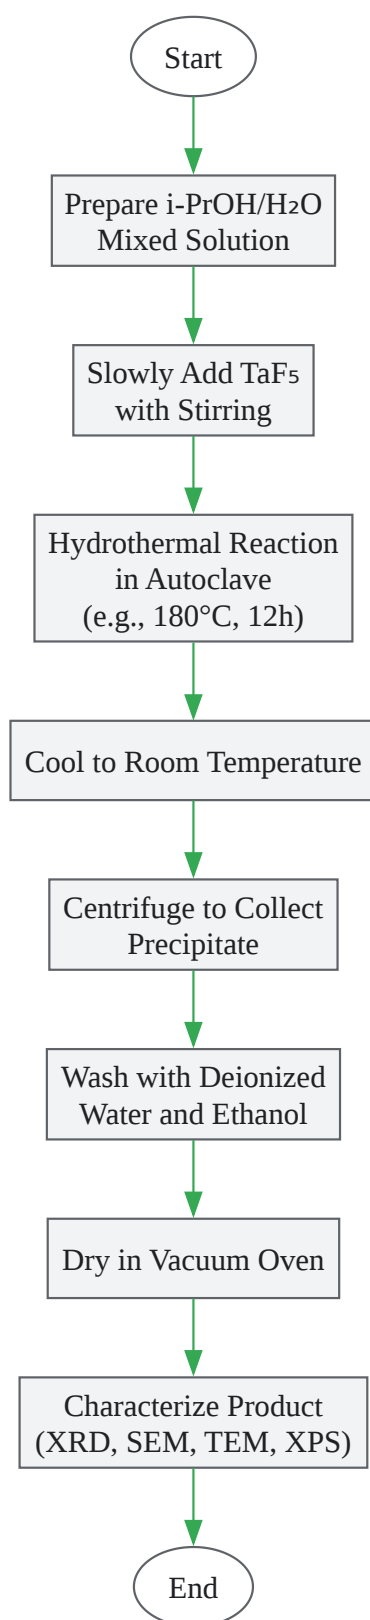 Start
Prepare i-PrOH/H₂O
Mixed Solution
Slowly Add TaF₅
with Stirring
Hydrothermal Reaction
in Autoclave
(e.g., 180°C, 12h)
Cool to Room Temperature
Centrifuge to Collect
Precipitate
Wash with Deionized
Water and Ethanol
Dry in Vacuum Oven
Characterize Product
(XRD, SEM, TEM, XPS)
End